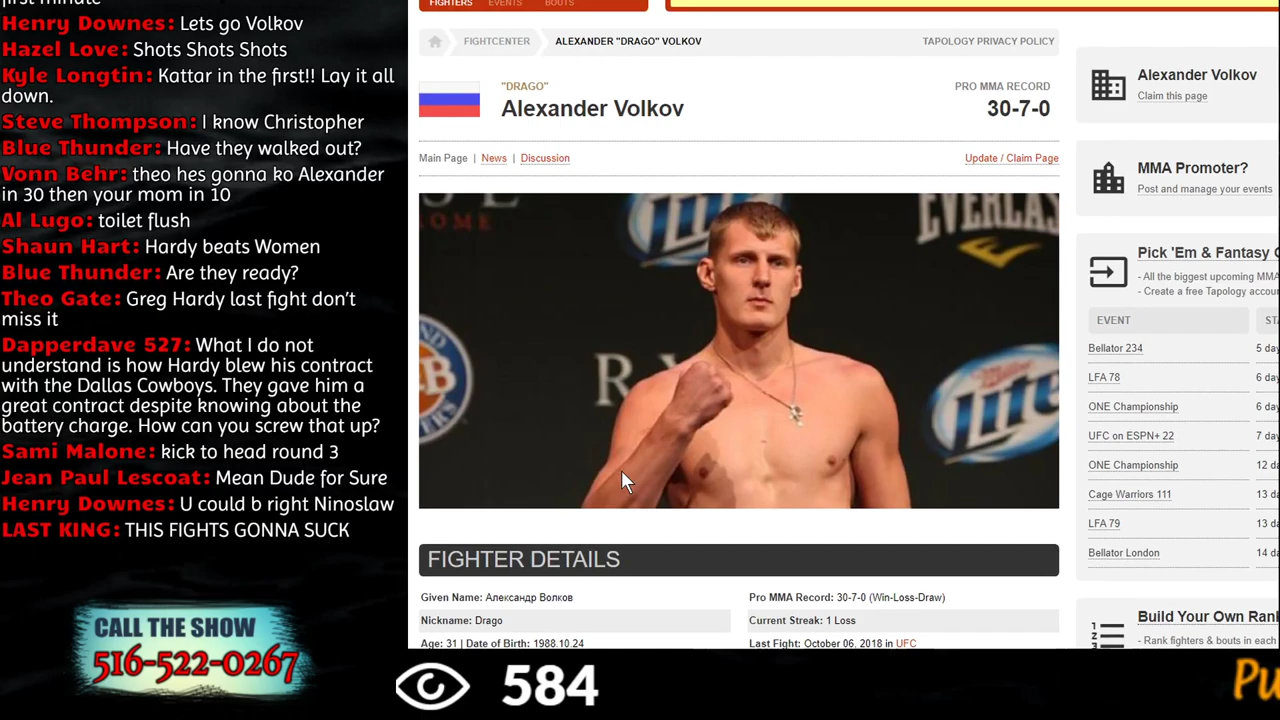 first minute
Henry Downes: Lets go Volkov
Hazel Love: Shots Shots Shots
Kyle Longtin: Kattar in the first!! Lay it all
down.
Steve Thompson: I know Christopher
Blue Thunder: Have they walked out?
Vonn Behr: theo hes gonna ko Alexander
in 30 then your mom in 10
Al Lugo: toilet flush
Shaun Hart: Hardy beats Women
Blue Thunder: Are they ready?
Theo Gate: Greg Hardy last fight don't
miss it
Dapperdave 527: What I do not
understand is how Hardy blew his contract
with the Dallas Cowboys. They gave him a
great contract despite knowing about the
battery charge. How can you screw that up?
Sami Malone: kick to head round 3
Jean Paul Lescoat: Mean Dude for Sure
Henry Downes: U could b right Ninoslaw
LAST KING: THIS FIGHTS GONNA SUCK
CALL THE SHOW
516-522-0267
FIGHTERS EVENTS BOUTS
FIGHTCENTER ALEXANDER "DRAGO" VOLKOV TAPOLOGY PRIVACY POLICY
"DRAGO" PRO MMA RECORD
Alexander Volkov 30-7-0
Main Page | News | Discussion Update / Claim Page
ROME
EVERLAS
Lite
RY
Lite
FIGHTER DETAILS
Given Name: Александр Волков Pro MMA Record: 30-7-0 (Win-Loss-Draw)
Nickname: Drago Current Streak: 1 Loss
Age: 31 | Date of Birth: 1988.10.24 Last Fight: October 06, 2018 in UFC
Alexander Volkov
Claim this page
MMA Promoter?
Post and manage your events
Pick 'Em & Fantasy
- All the biggest upcoming MMA
- Create a free Tapology accou
EVENT STA
Bellator 234 5 day
LFA 78 6 day
ONE Championship 6 day
UFC on ESPN+ 22 7 day
ONE Championship 12 d
Cage Warriors 111 13 d
LFA 79 13 d
Bellator London 14 d
Build Your Own Ran
- Rank fighters & bouts in each
584
Pu